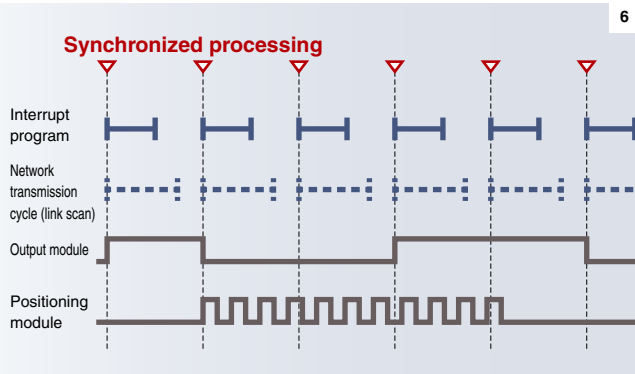 6
Synchronized processing
Interrupt
program
Network
transmission
cycle (link scan)
Output module
Positioning
module